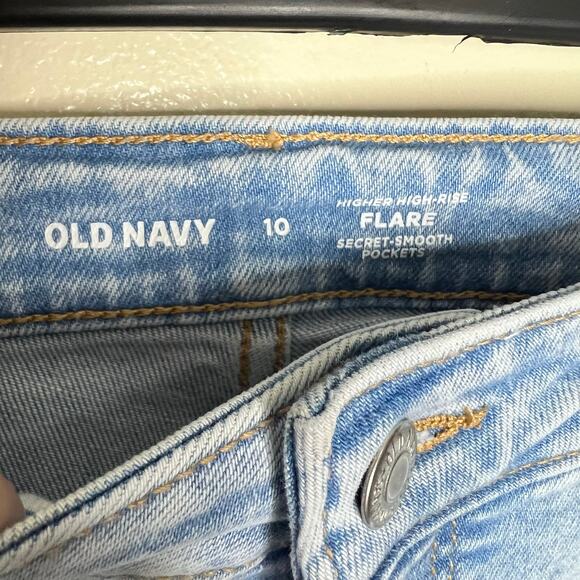 OLD NAVY
10
HIGHER HIGH-RISE
FLARE
SECRET-SMOOTH
POCKETS